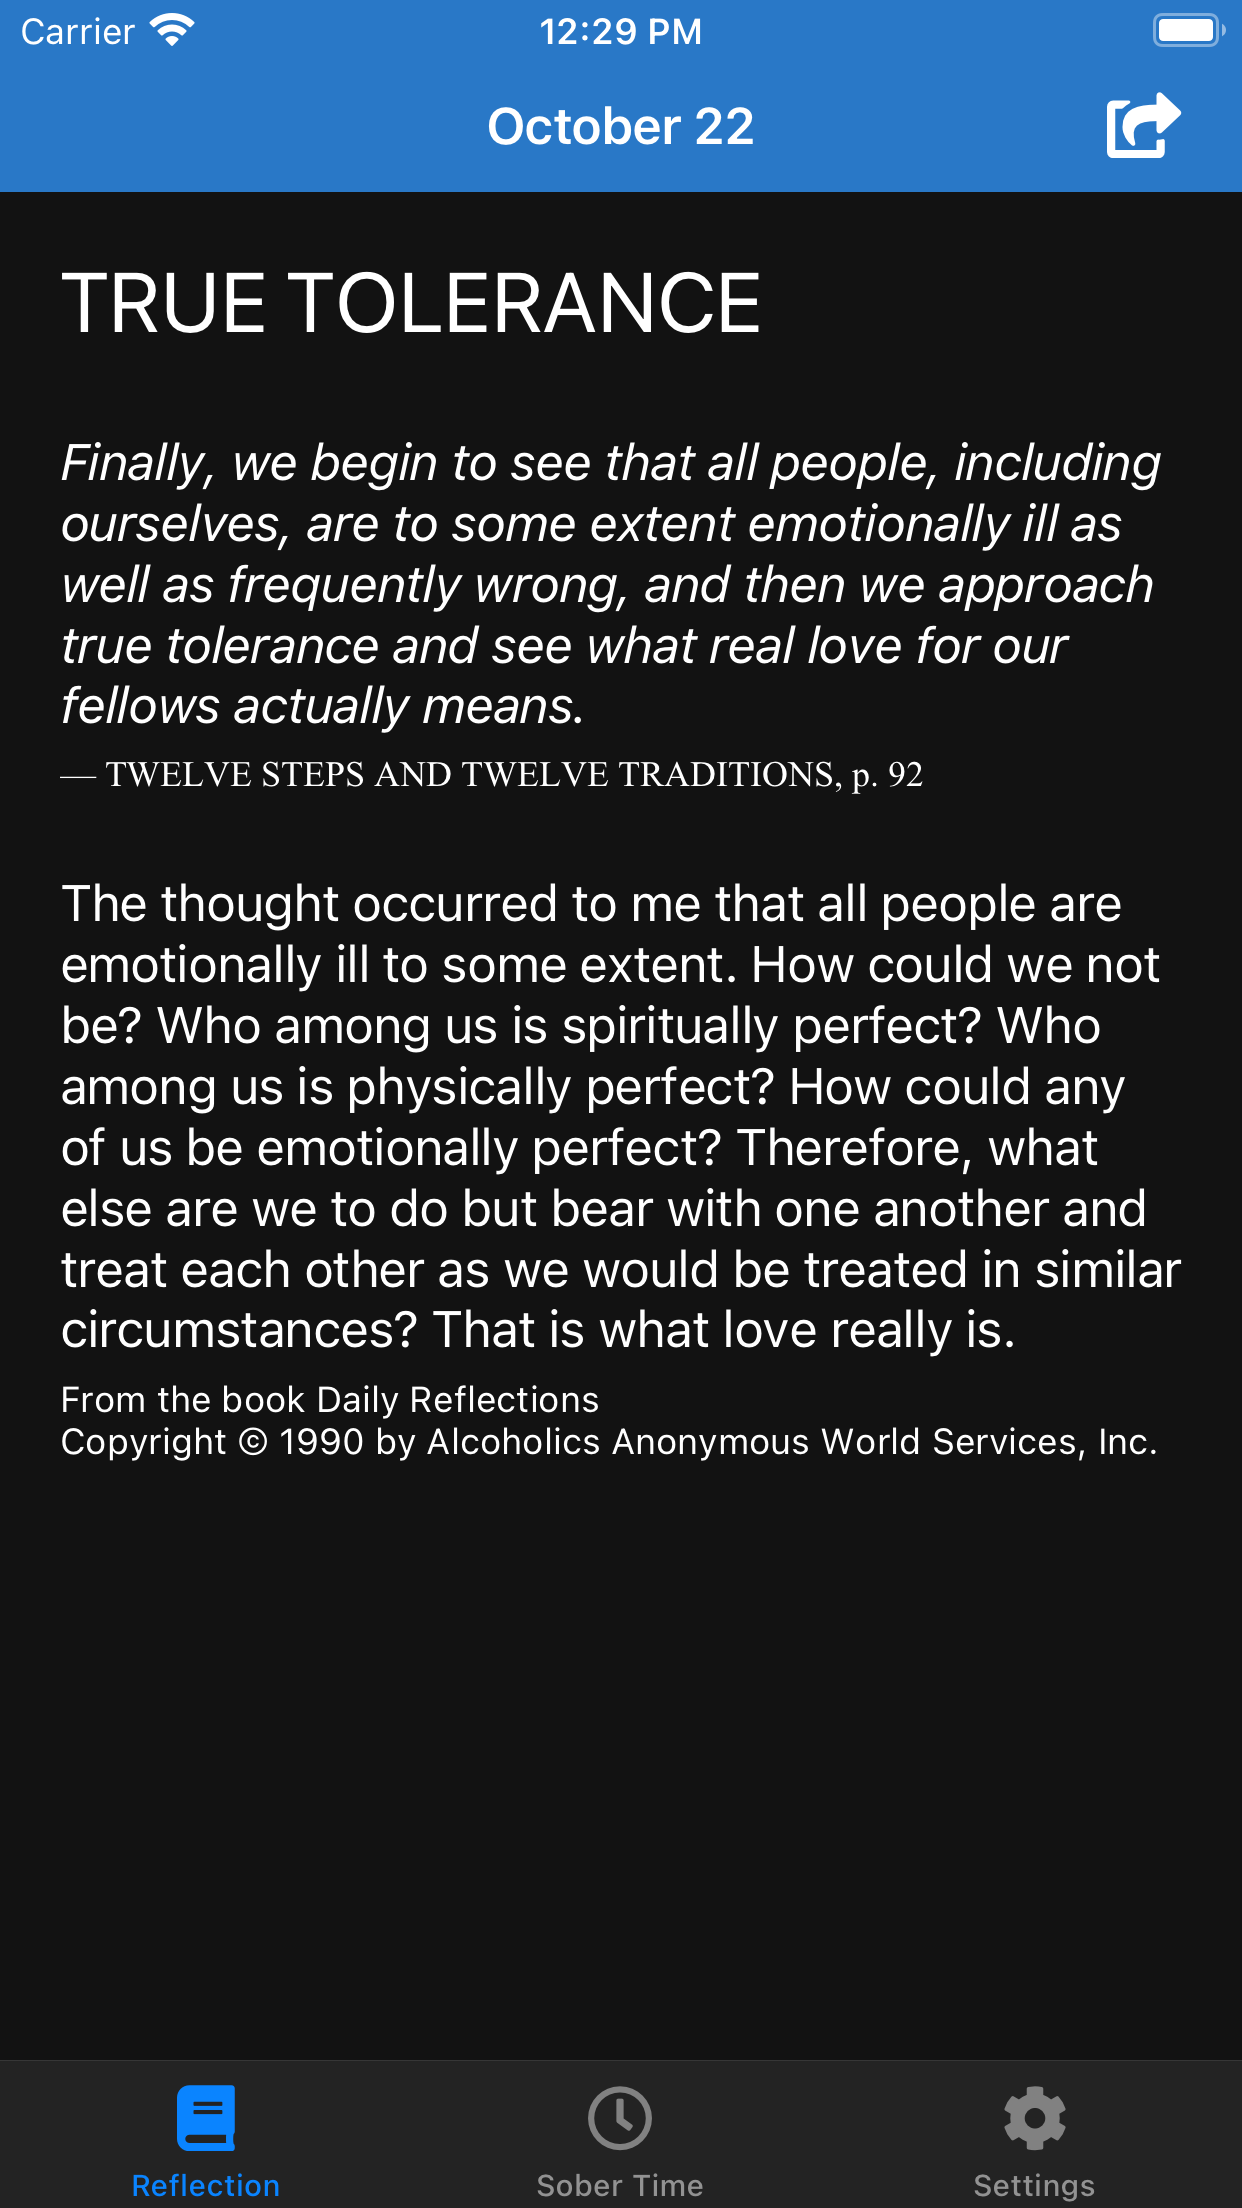 Carrier
12:29 PM
October 22
TRUE TOLERANCE
Finally, we begin to see that all people, including
ourselves, are to some extent emotionally ill as
well as frequently wrong, and then we approach
true tolerance and see what real love for our
fellows actually means.
— TWELVE STEPS AND TWELVE TRADITIONS, p. 92
The thought occurred to me that all people are
emotionally ill to some extent. How could we not
be? Who among us is spiritually perfect? Who
among us is physically perfect? How could any
of us be emotionally perfect? Therefore, what
else are we to do but bear with one another and
treat each other as we would be treated in similar
circumstances? That is what love really is.
From the book Daily Reflections
Copyright © 1990 by Alcoholics Anonymous World Services, Inc.
Reflection
Sober Time
Settings